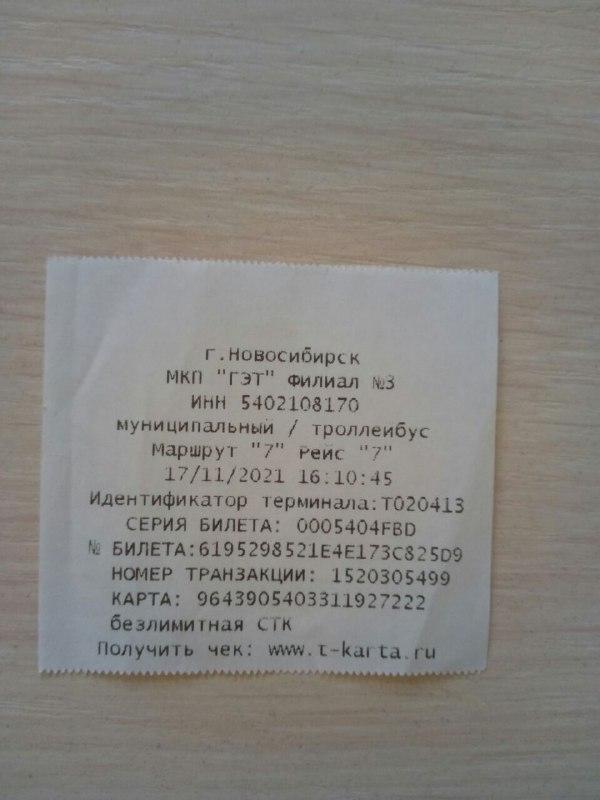 г.Новосибирск
МКП "ГЭТ" Филиал №3
ИНН 5402108170
муниципальный / троллеибус
Маршрут "7" Рейс "7"
17/11/2021 16:10:45
Идентификатор терминала:T020413
СЕРИЯ БИЛЕТА: 0005404FBD
№ БИЛЕТА:6195298521E4E173C825D9
НОМЕР ТРАНЗАКЦИИ: 1520305499
КАРТА: 9643905403311927222
безлимитная СТК
Получить чек: www.t-karta.ru